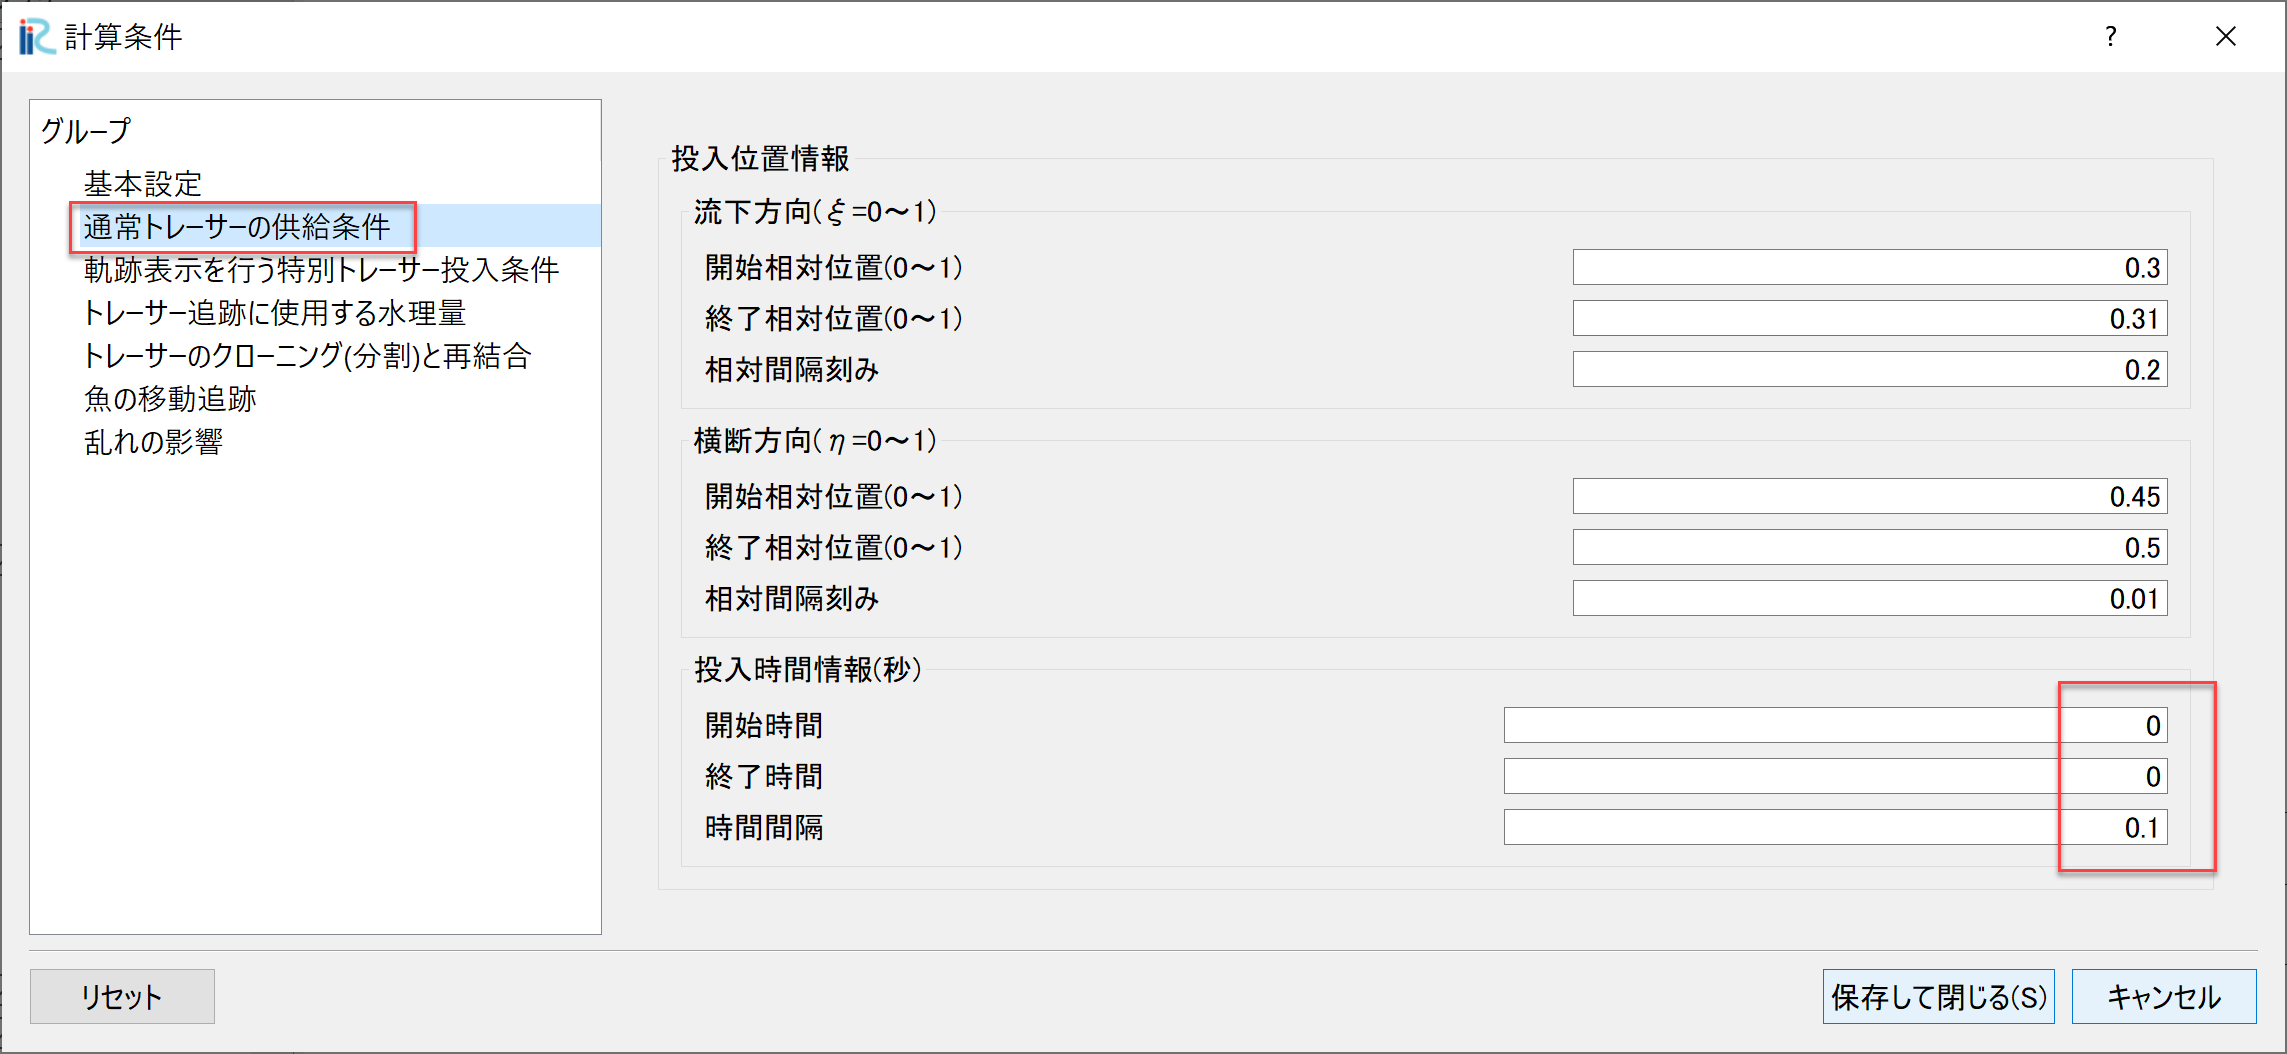 iRC 計算条件 ?
グループ
基本設定
通常トレーサーの供給条件
軌跡表示を行う特別トレーサー投入条件
トレーサー追跡に使用する水理量
トレーサーのクローニング(分割)と再結合
魚の移動追跡
乱れの影響
投入位置情報
流下方向(ξ=0～1)
開始相対位置(0～1) 0.3
終了相対位置(0～1) 0.31
相対間隔刻み 0.2
横断方向(η=0～1)
開始相対位置(0～1) 0.45
終了相対位置(0～1) 0.5
相対間隔刻み 0.01
投入時間情報(秒)
開始時間 0
終了時間 0
時間間隔 0.1
リセット 保存して閉じる(S) キャンセル